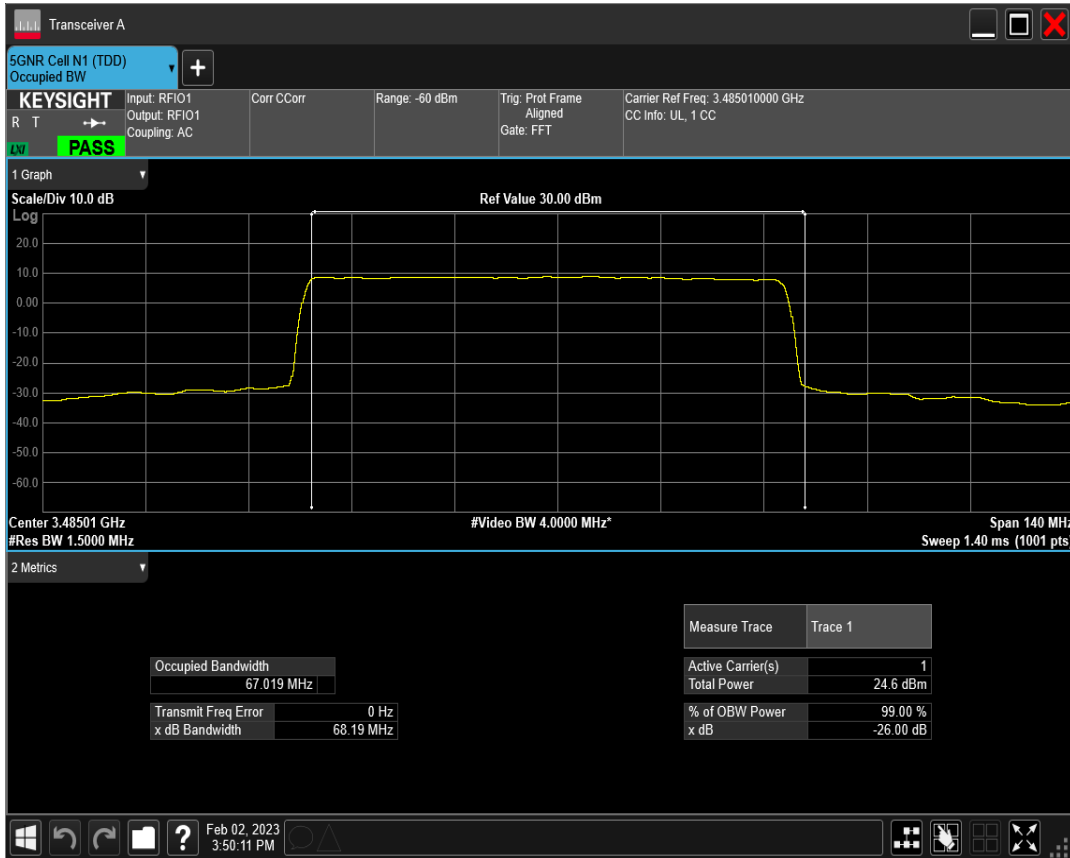 Transceiver A
5GNR Cell N1 (TDD)
Occupied BW
+
KEYSIGHT
R T
LXI
PASS
Input: RFIO1
Output: RFIO1
Coupling: AC
Corr CCorr
Range: -60 dBm
Trig: Prot Frame
Aligned
Gate: FFT
Carrier Ref Freq: 3.485010000 GHz
CC Info: UL, 1 CC
1 Graph
Scale/Div 10.0 dB
Ref Value 30.00 dBm
Log
20.0
10.0
0.00
-10.0
-20.0
-30.0
-40.0
-50.0
-60.0
Center 3.48501 GHz
#Video BW 4.0000 MHz*
Span 140 MHz
#Res BW 1.5000 MHz
Sweep 1.40 ms (1001 pts)
2 Metrics
Measure Trace Trace 1
Occupied Bandwidth
67.019 MHz
Transmit Freq Error 0 Hz
x dB Bandwidth 68.19 MHz
Active Carrier(s) 1
Total Power 24.6 dBm
% of OBW Power 99.00 %
x dB -26.00 dB
?
Feb 02, 2023
3:50:11 PM